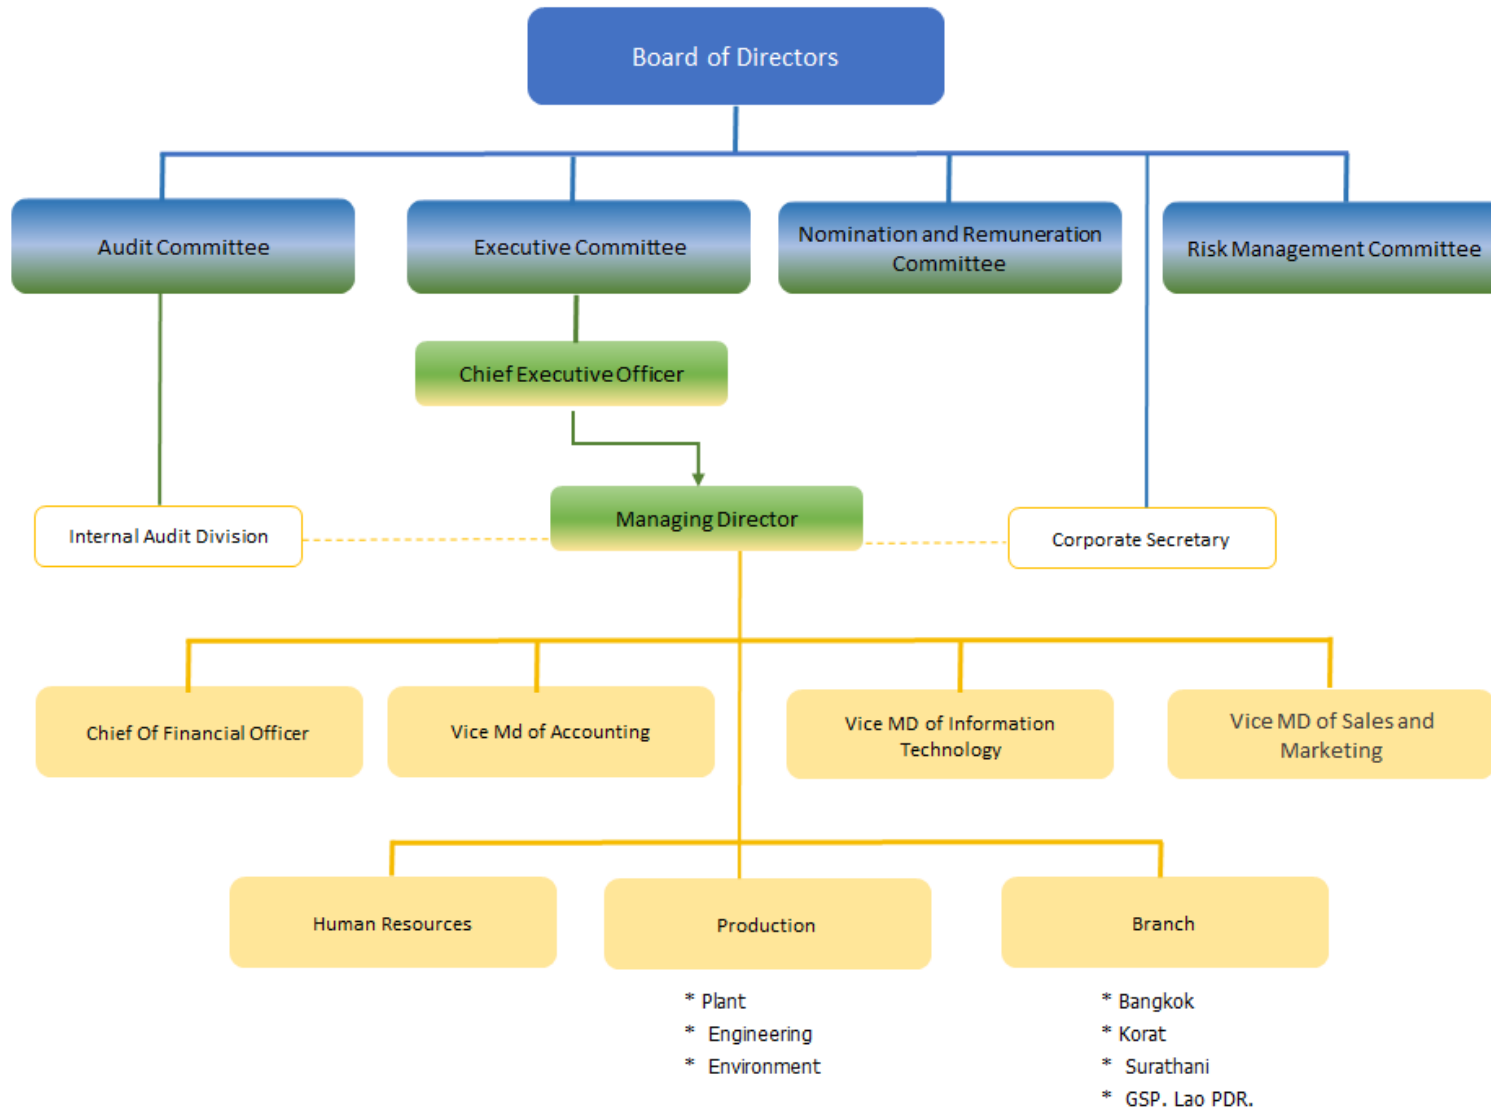 Board of Directors
Audit Committee
Executive Committee
Nomination and Remuneration
Committee
Risk Management Committee
Chief Executive Officer
Managing Director
Internal Audit Division
Corporate Secretary
Chief Of Financial Officer
Vice Md of Accounting
Vice MD of Information
Technology
Vice MD of Sales and
Marketing
Human Resources
Production
Branch
* Plant
* Engineering
* Environment
* Bangkok
* Korat
* Surathani
* GSP. Lao PDR.